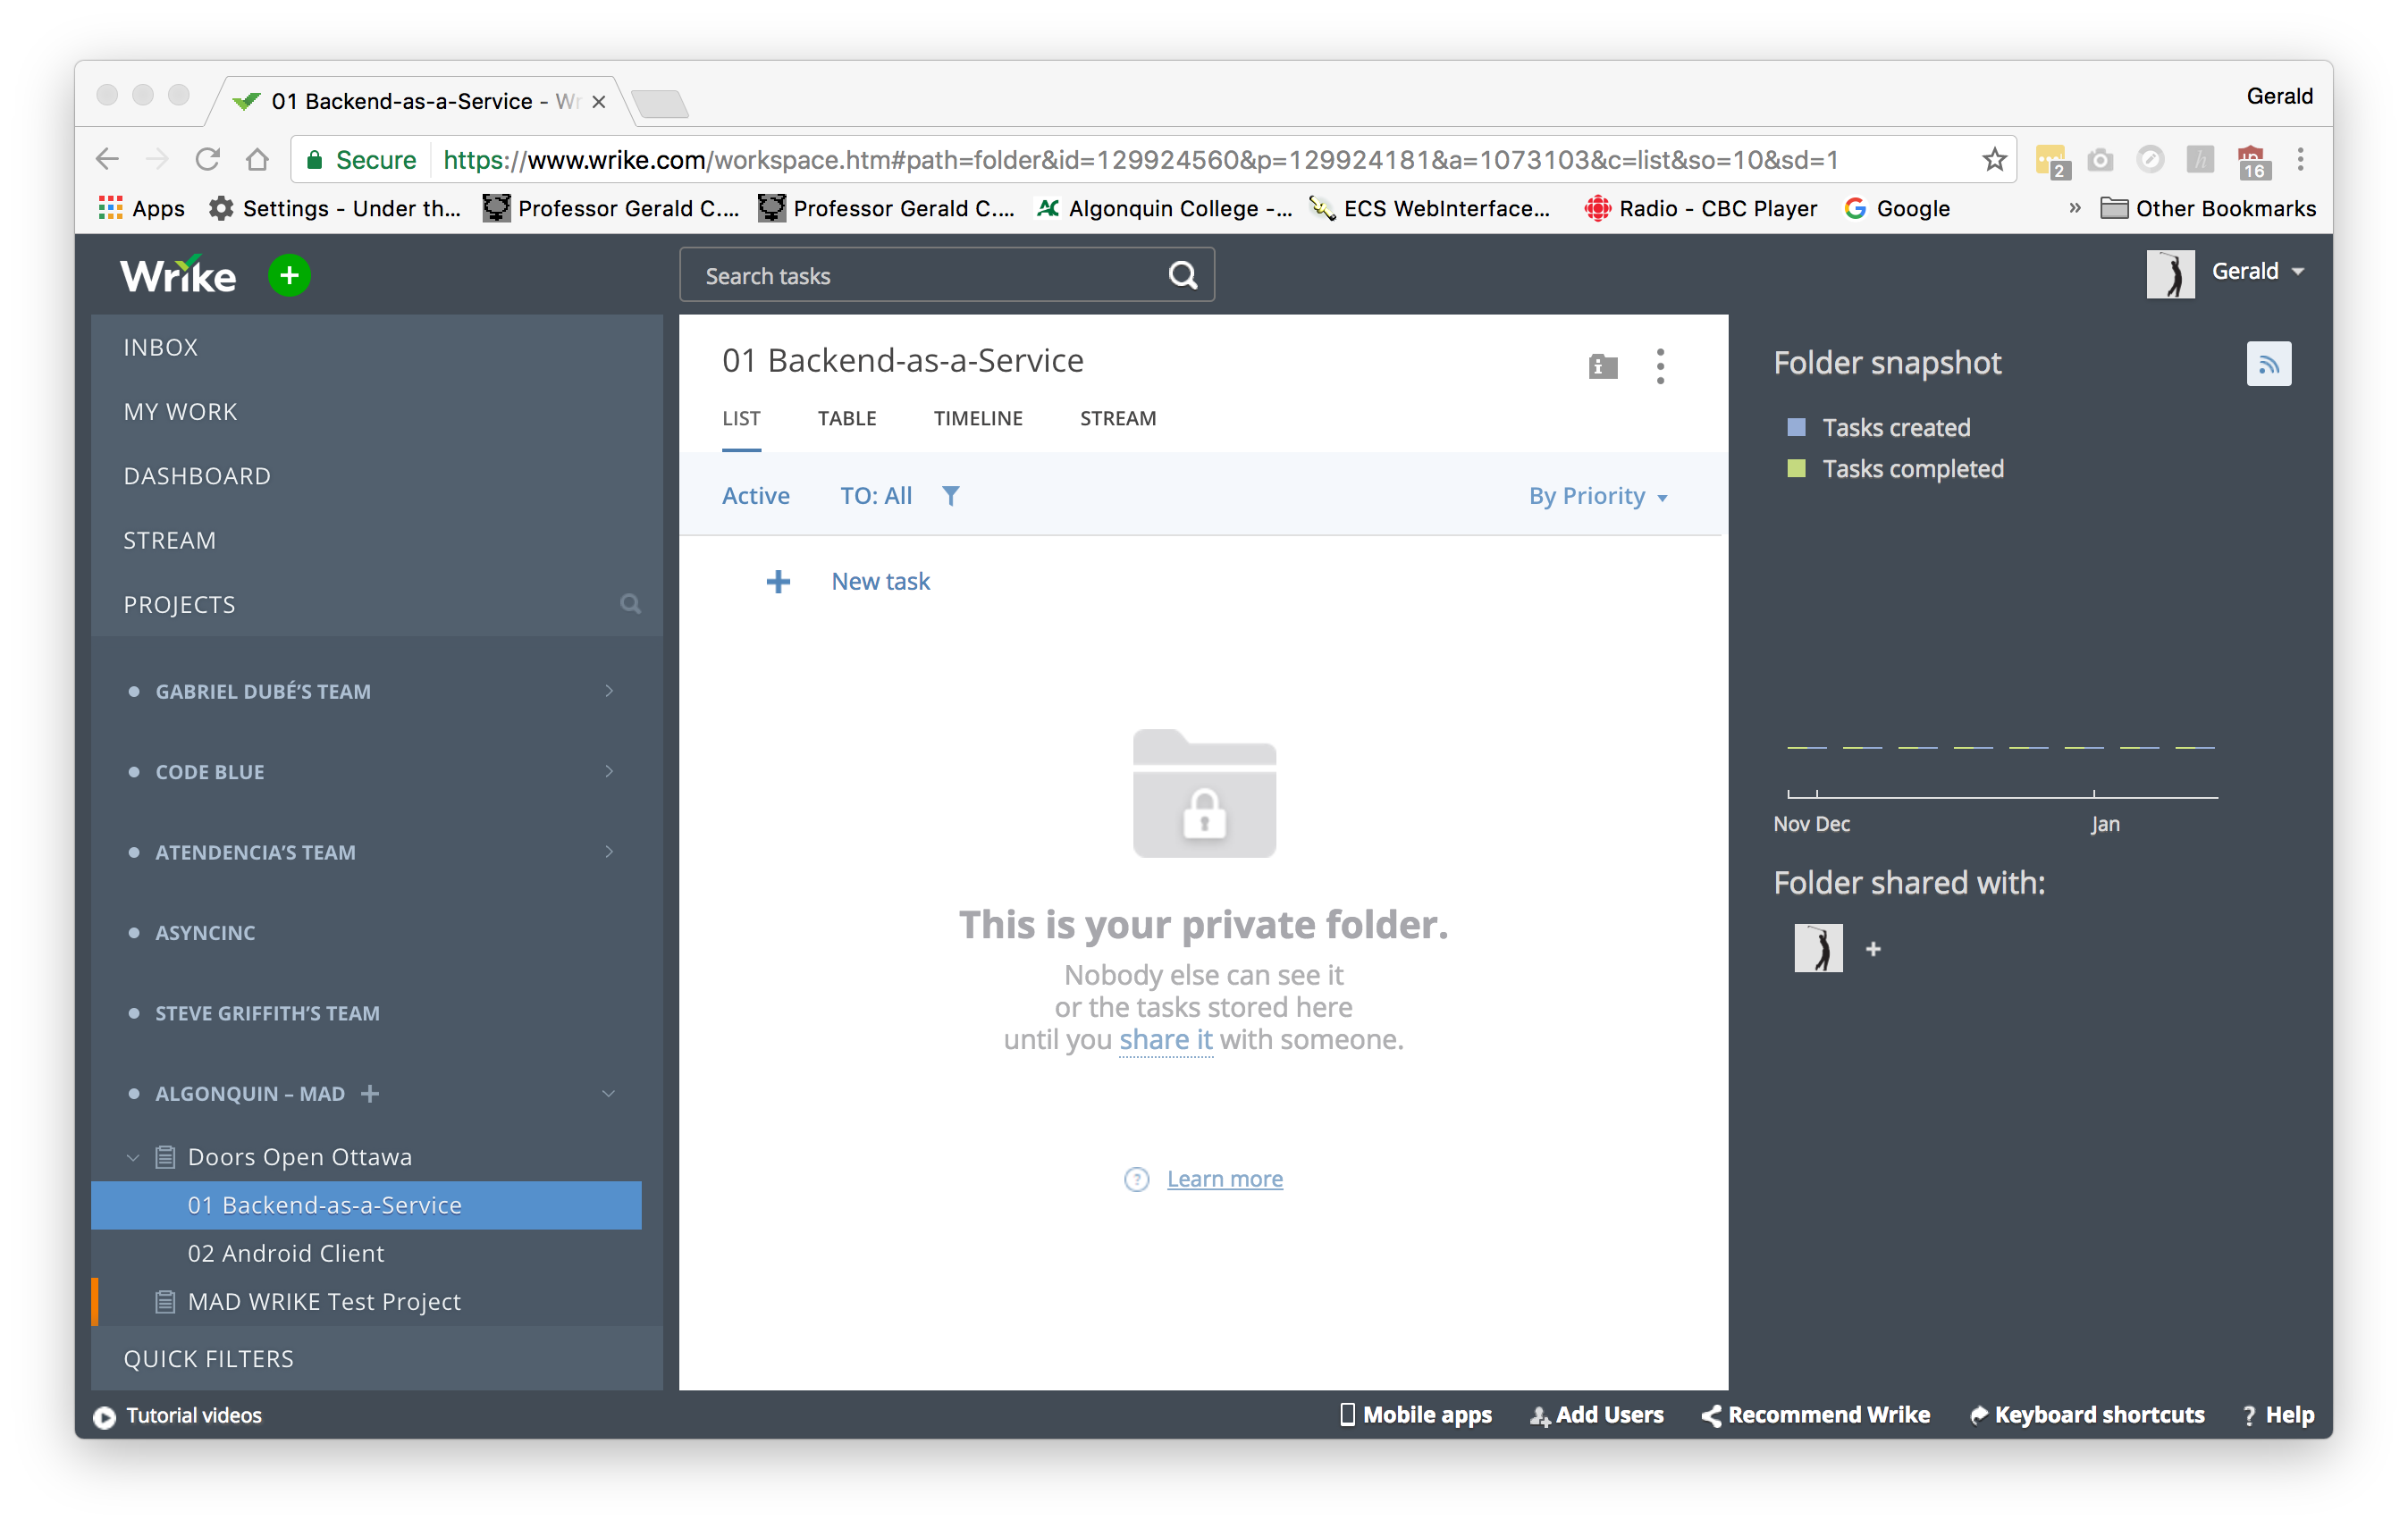 01 Backend-as-a-Service - Wr
Gerald
Secure https://www.wrike.com/workspace.htm#path=folder&id=129924560&p=129924181&a=1073103&c=list&so=10&sd=1
2
16
Apps Settings - Under th... Professor Gerald C.... Professor Gerald C.... Algonquin College -... ECS WebInterface... Radio - CBC Player Google » Other Bookmarks
Wrike
Search tasks
Gerald
INBOX
MY WORK
DASHBOARD
STREAM
PROJECTS
GABRIEL DUBÉ'S TEAM
CODE BLUE
ATENDENCIA'S TEAM
ASYNCINC
STEVE GRIFFITH'S TEAM
ALGONQUIN – MAD
Doors Open Ottawa
01 Backend-as-a-Service
02 Android Client
MAD WRIKE Test Project
QUICK FILTERS
01 Backend-as-a-Service
LIST TABLE TIMELINE STREAM
Active TO: All By Priority
New task
This is your private folder.
Nobody else can see it
or the tasks stored here
until you share it with someone.
? Learn more
Folder snapshot
Tasks created
Tasks completed
Nov Dec Jan
Folder shared with:
Tutorial videos
Mobile apps Add Users Recommend Wrike Keyboard shortcuts ? Help